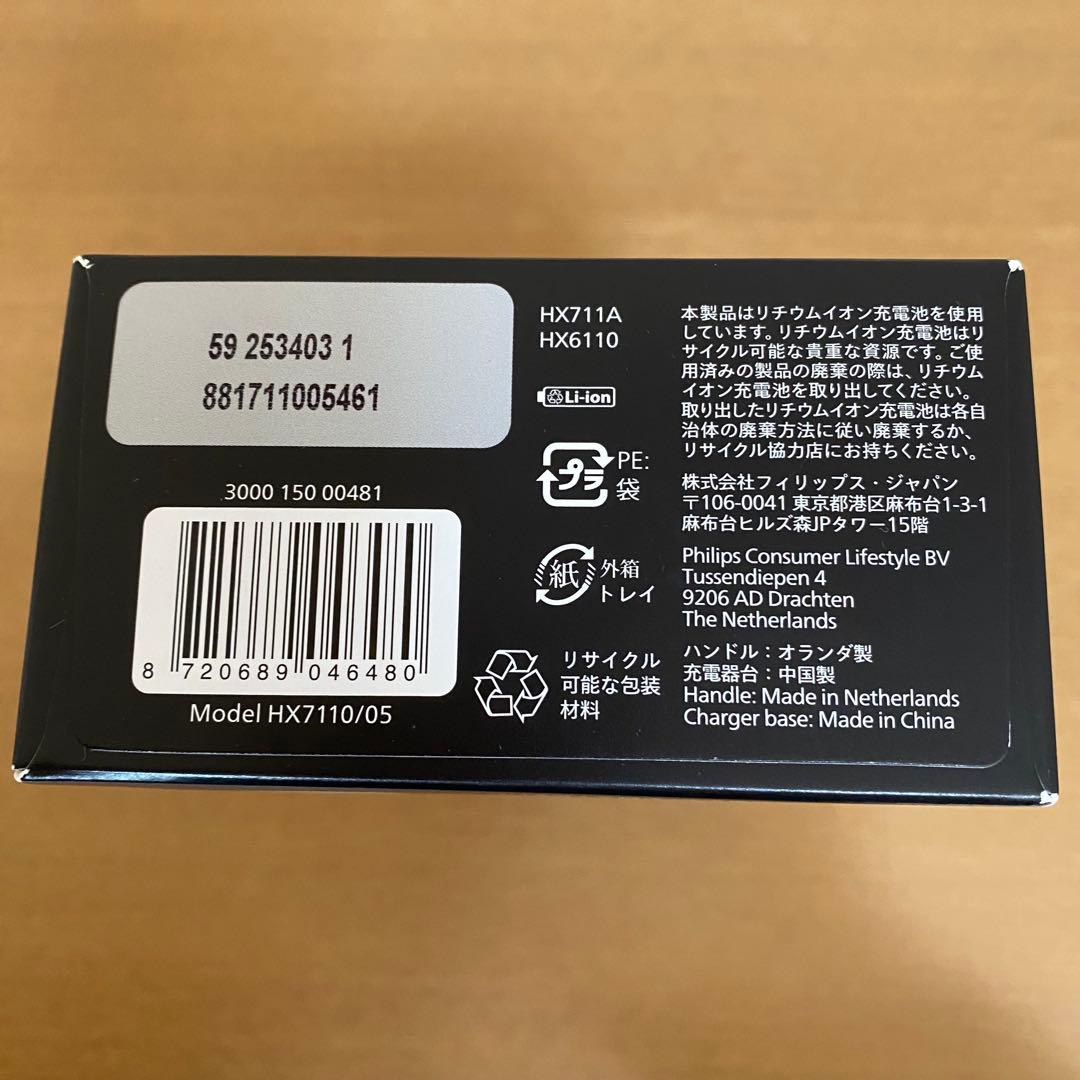 59 253403 1
881711005461
3000 150 00481
8 720689 046480
Model HX7110/05
HX711A
HX6110
Li-ion
プラ
PE:
袋
紙
外箱
トレイ
リサイクル
可能な包装
材料
本製品はリチウムイオン充電池を使用
しています。リチウムイオン充電池はリ
サイクル可能な貴重な資源です。ご使
用済みの製品の廃棄の際は、リチウム
イオン充電池を取り出してください。
取り出したリチウムイオン充電池は各自
治体の廃棄方法に従い廃棄するか、
リサイクル協力店にお持ちください。
株式会社フィリップス・ジャパン
〒106-0041 東京都港区麻布台1-3-1
麻布台ヒルズ森JPタワー15階
Philips Consumer Lifestyle BV
Tussendiepen 4
9206 AD Drachten
The Netherlands
ハンドル：オランダ製
充電器台：中国製
Handle: Made in Netherlands
Charger base: Made in China